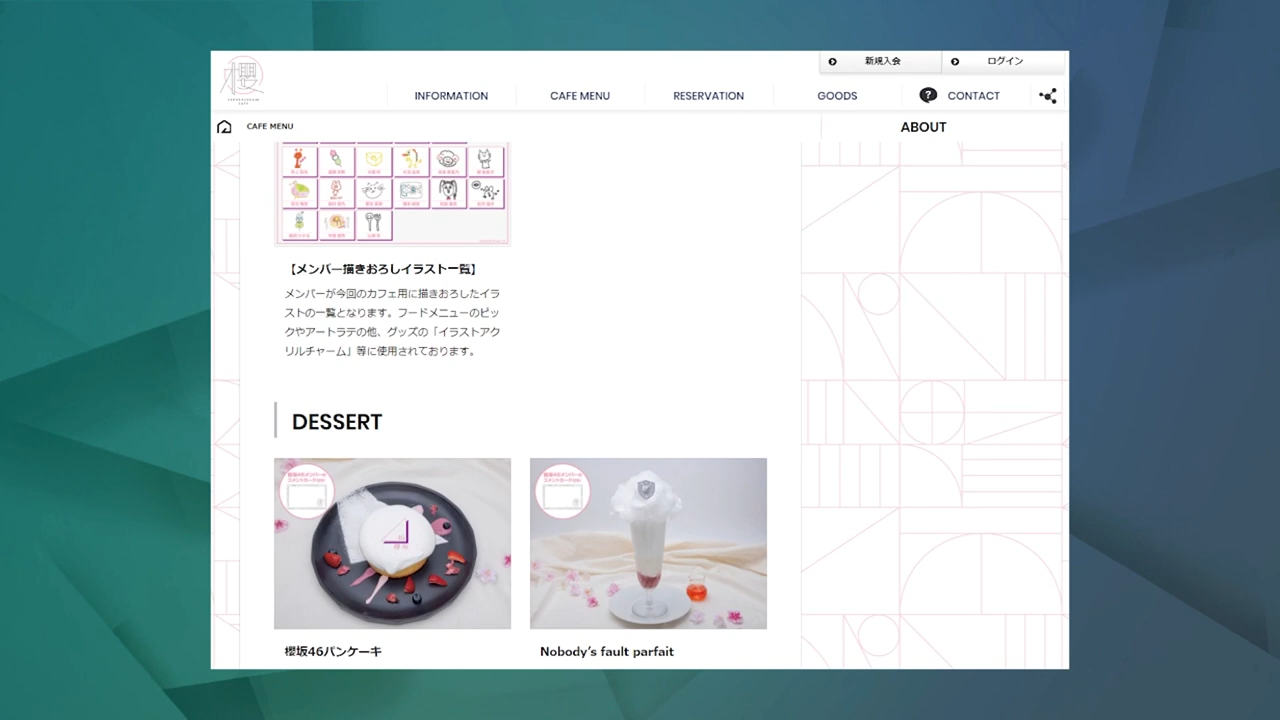 新規入会
ログイン
櫻
INFORMATION
CAFE MENU
RESERVATION
GOODS
CONTACT
CAFE MENU
ABOUT
【メンバー描きおろしイラスト一覧】
メンバーが今回のカフェ用に描きおろしたイラ
ストの一覧となります。フードメニューのピッ
クやアートラテの他、グッズの「イラストアク
リルチャーム」等に使用されております。
DESSERT
櫻坂46パンケーキ
Nobody's fault parfait